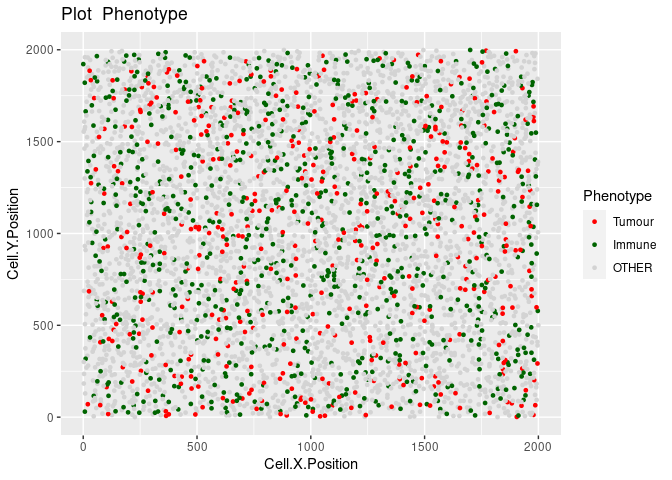 Plot  Phenotype
Cell.Y.Position
2000
1500
1000
500
0
0 500 1000 1500 2000
Cell.X.Position
Phenotype
Tumour
Immune
OTHER